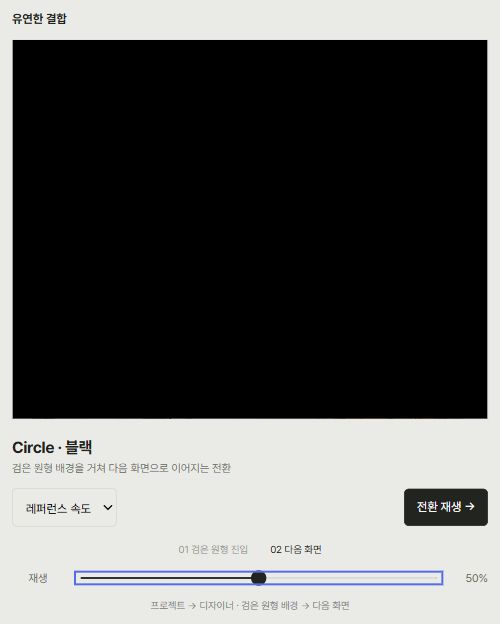 유연한 결합
Circle · 블랙
검은 원형 배경을 거쳐 다음 화면으로 이어지는 전환
레퍼런스 속도
전환 재생 →
01 검은 원형 진입 02 다음 화면
재생 50%
프로젝트 → 디자이너 · 검은 원형 배경 → 다음 화면